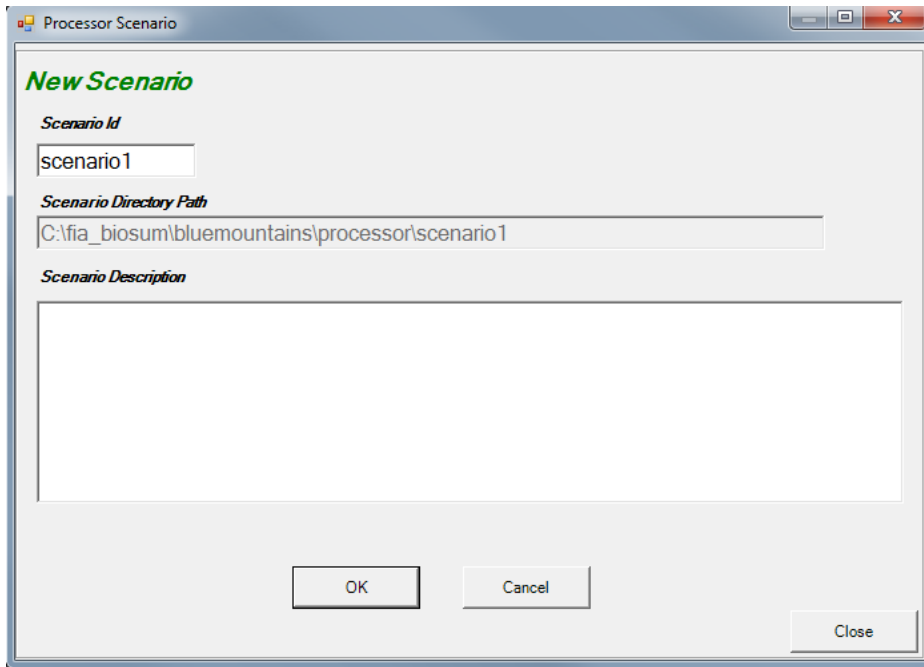 Processor Scenario
New Scenario
Scenario Id
scenario1
Scenario Directory Path
C:\fia_biosum\bluemountains\processor\scenario1
Scenario Description
OK
Cancel
Close